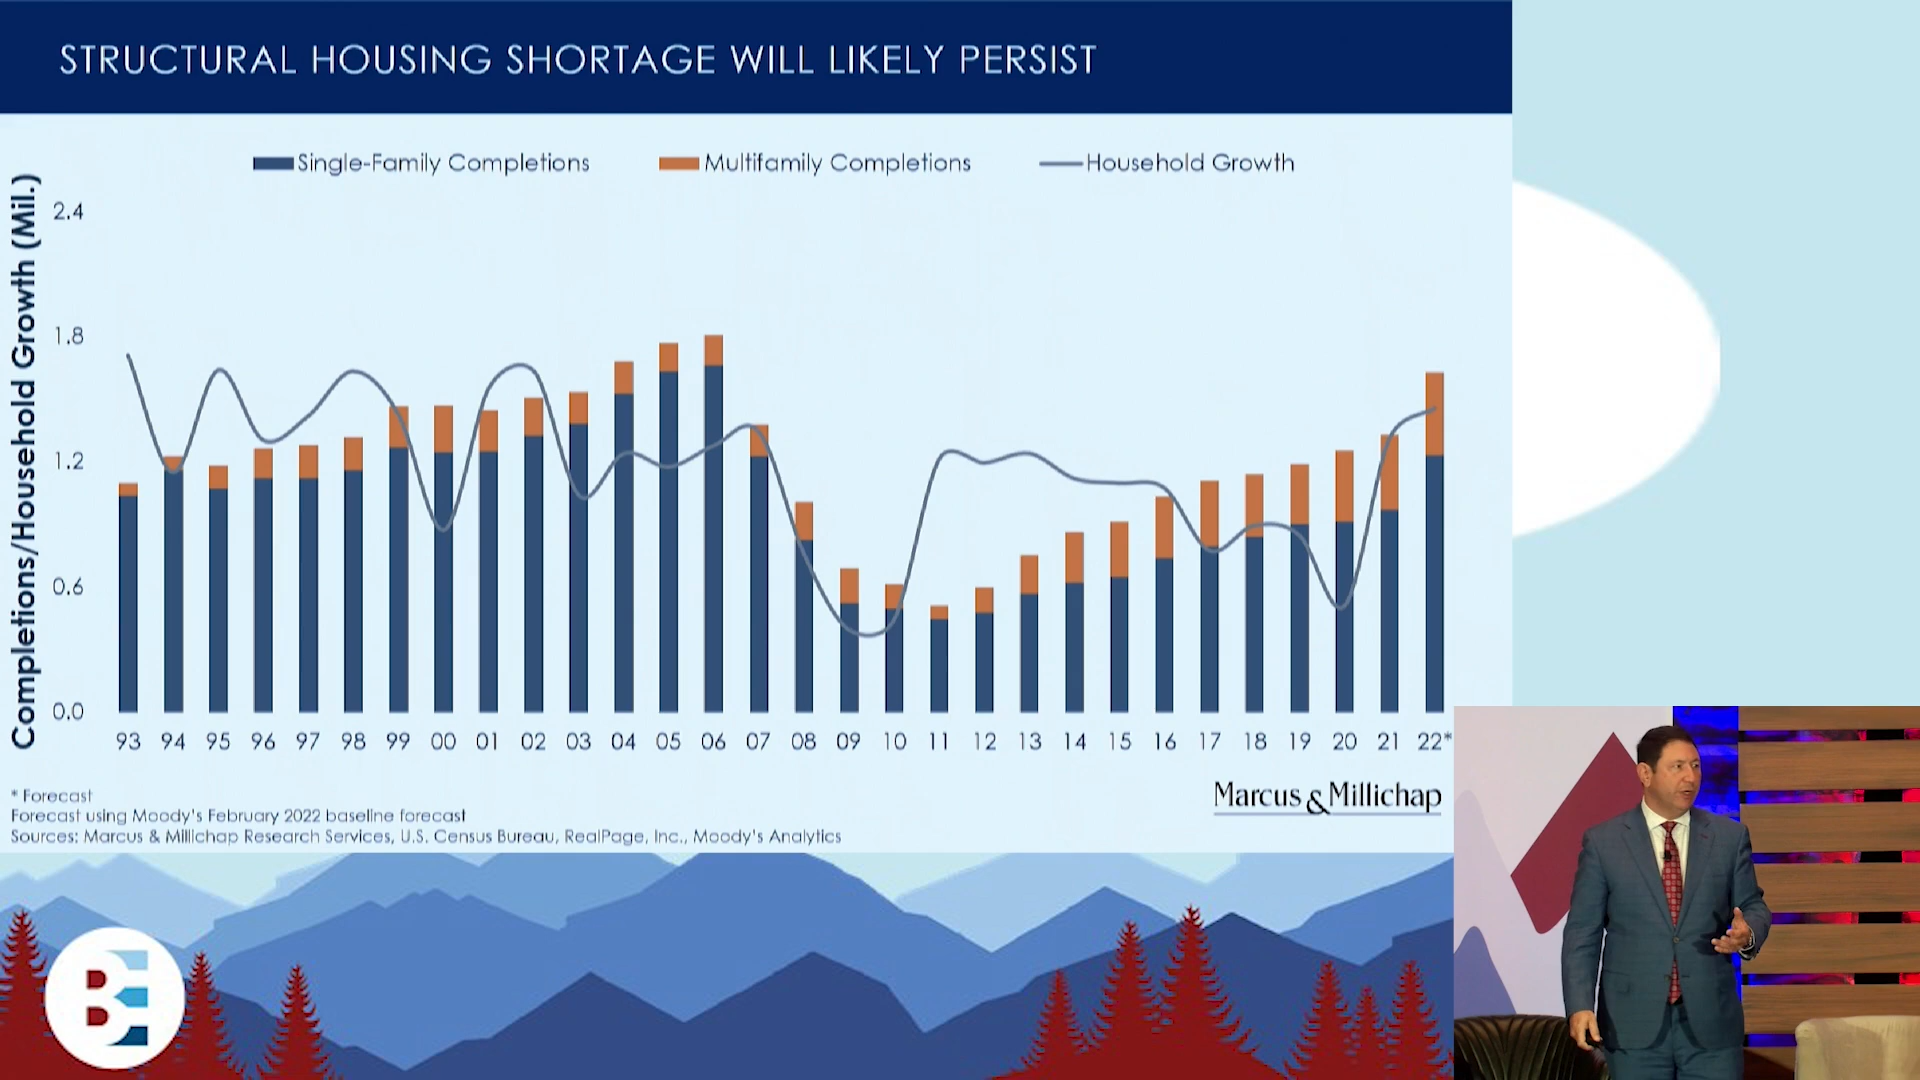 STRUCTURAL HOUSING SHORTAGE WILL LIKELY PERSIST
Single-Family Completions Multifamily Completions Household Growth
Completions/Household Growth (Mil.)
2.4
1.8
1.2
0.6
0.0
93 94 95 96 97 98 99 00 01 02 03 04 05 06 07 08 09 10 11 12 13 14 15 16 17 18 19 20 21 22*
Marcus & Millichap
* Forecast
Forecast using Moody's February 2022 baseline forecast
Sources: Marcus & Millichap Research Services, U.S. Census Bureau, RealPage, Inc., Moody's Analytics
BE